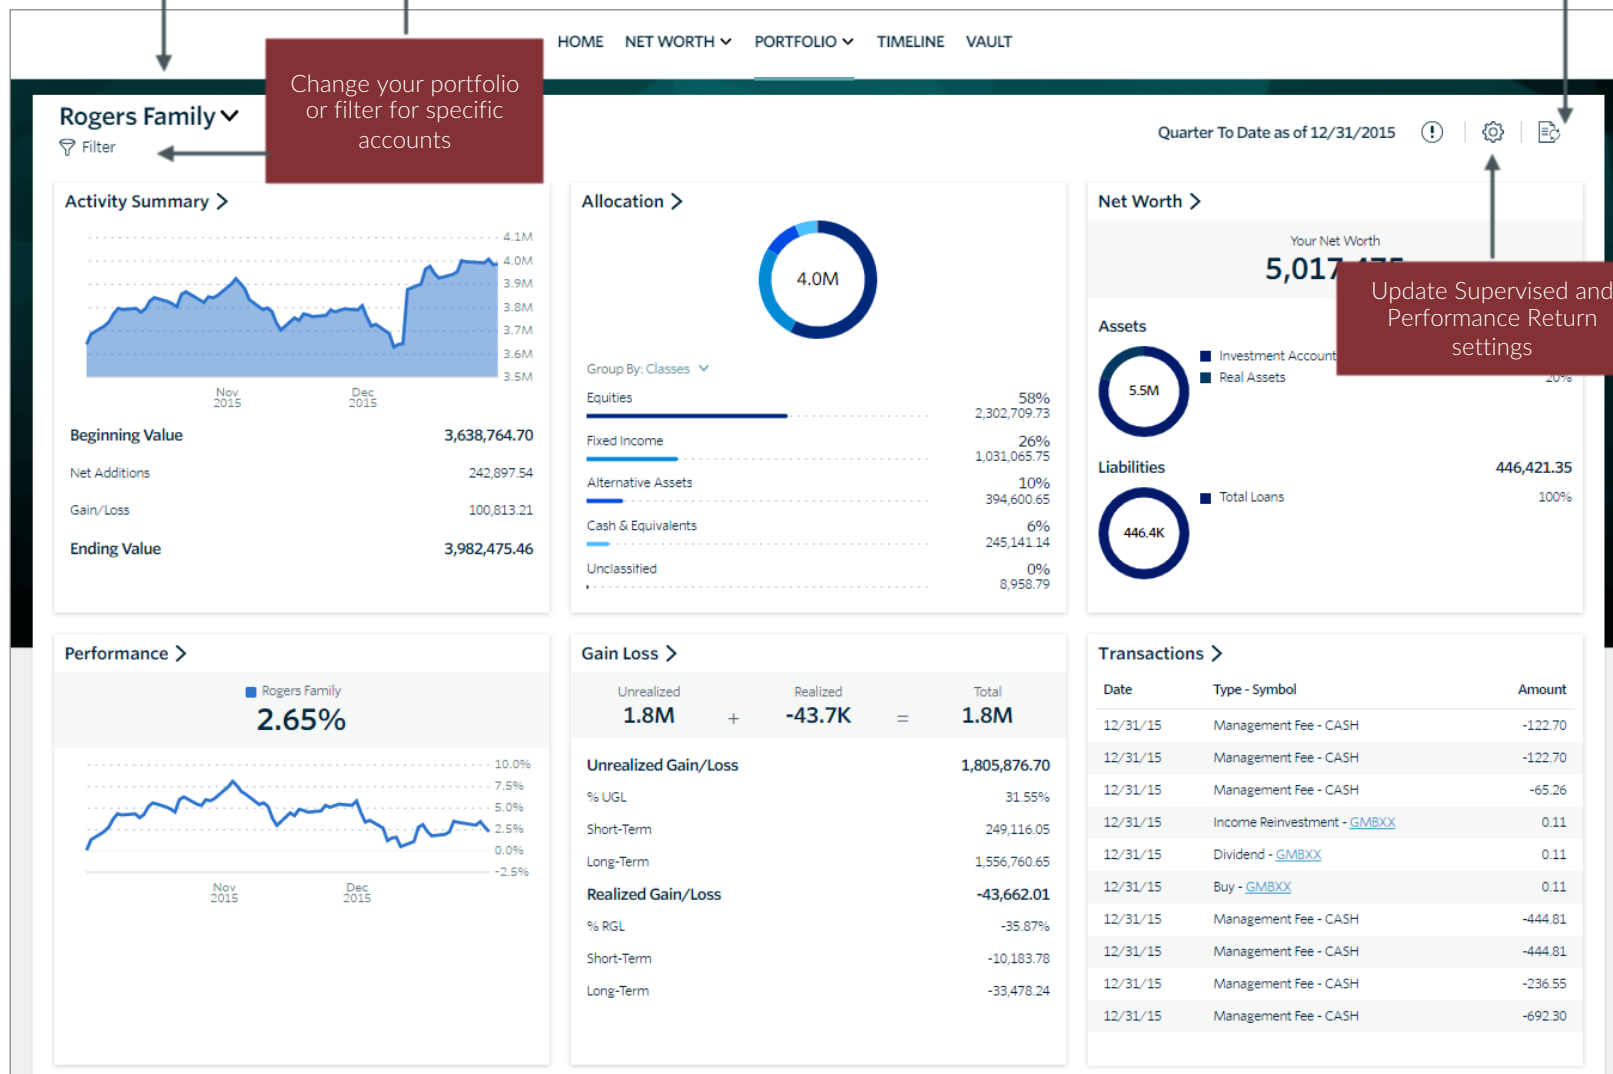 HOME NET WORTH PORTFOLIO TIMELINE VAULT
Change your portfolio
or filter for specific
accounts
Rogers Family
Filter
Quarter To Date as of 12/31/2015
Activity Summary
4.1M
4.0M
3.9M
3.8M
3.7M
3.6M
3.5M
Nov
2015
Dec
2015
Beginning Value 3,638,764.70
Net Additions 242,897.54
Gain/Loss 100,813.21
Ending Value 3,982,475.46
Allocation
4.0M
Group By: Classes
Equities 58%
2,302,709.73
Fixed Income 26%
1,031,065.75
Alternative Assets 10%
394,600.65
Cash & Equivalents 6%
245,141.14
Unclassified 0%
8,958.79
Net Worth
Your Net Worth
5,017,475
Update Supervised and
Performance Return
settings
Assets
5.5M
Investment Account
Real Assets 20%
Liabilities 446,421.35
446.4K
Total Loans 100%
Performance
Rogers Family
2.65%
10.0%
7.5%
5.0%
2.5%
0.0%
-2.5%
Nov
2015
Dec
2015
Gain Loss
Unrealized Realized Total
1.8M + -43.7K = 1.8M
Unrealized Gain/Loss 1,805,876.70
% UGL 31.55%
Short-Term 249,116.05
Long-Term 1,556,760.65
Realized Gain/Loss -43,662.01
% RGL -35.87%
Short-Term -10,183.78
Long-Term -33,478.24
Transactions
Date Type - Symbol Amount
12/31/15 Management Fee - CASH -122.70
12/31/15 Management Fee - CASH -122.70
12/31/15 Management Fee - CASH -65.26
12/31/15 Income Reinvestment - GMBXX 0.11
12/31/15 Dividend - GMBXX 0.11
12/31/15 Buy - GMBXX 0.11
12/31/15 Management Fee - CASH -444.81
12/31/15 Management Fee - CASH -444.81
12/31/15 Management Fee - CASH -236.55
12/31/15 Management Fee - CASH -692.30